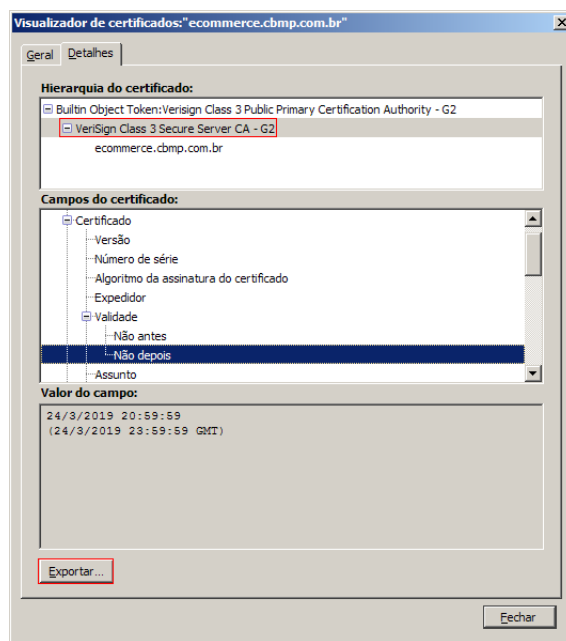 Visualizador de certificados:"ecommerce.cbmp.com.br"
Geral Detalhes
Hierarquia do certificado:
Builtin Object Token:Verisign Class 3 Public Primary Certification Authority - G2
VeriSign Class 3 Secure Server CA - G2
ecommerce.cbmp.com.br
Campos do certificado:
Certificado
Versão
Número de série
Algoritmo da assinatura do certificado
Expedidor
Validade
Não antes
Não depois
Assunto
Valor do campo:
24/3/2019 20:59:59
(24/3/2019 23:59:59 GMT)
Exportar...
Fechar